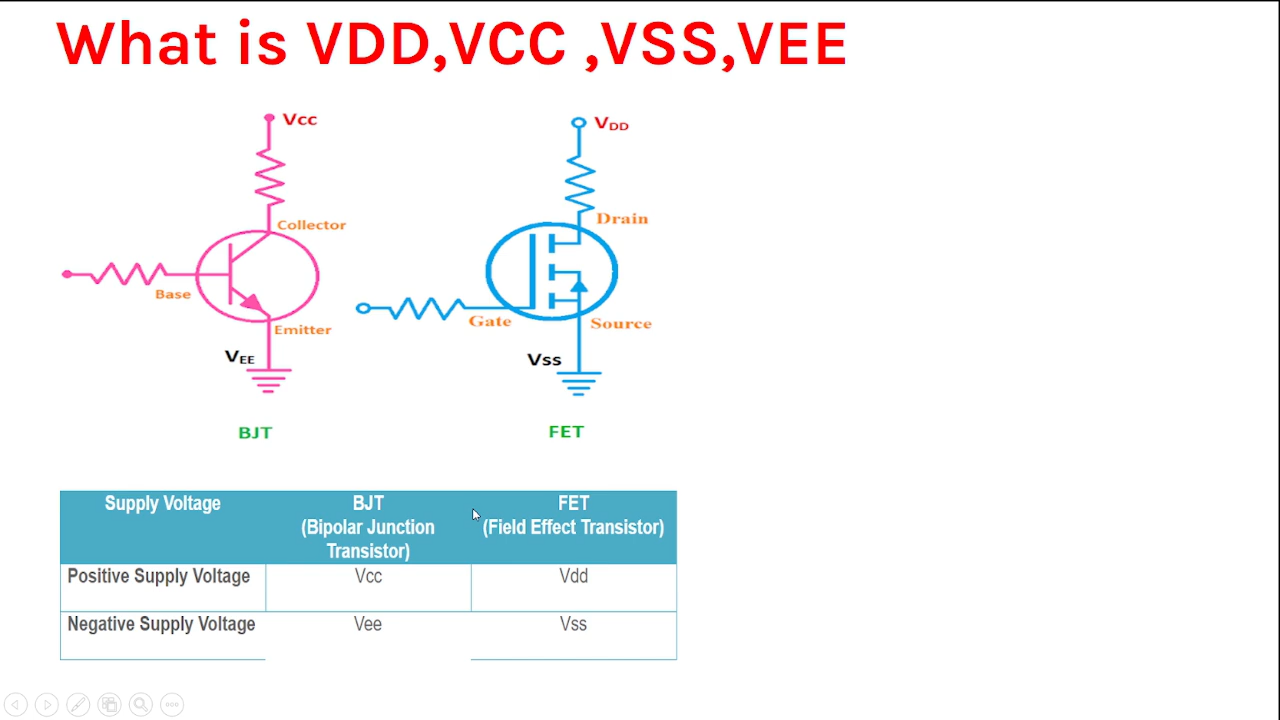 What is VDD,VCC ,VSS,VEE
Vcc
VDD
Collector
Drain
Base
Gate
Emitter
Source
VEE
Vss
BJT
FET
Supply Voltage
BJT
(Bipolar Junction
Transistor)
FET
(Field Effect Transistor)
Positive Supply Voltage
Vcc
Vdd
Negative Supply Voltage
Vee
Vss